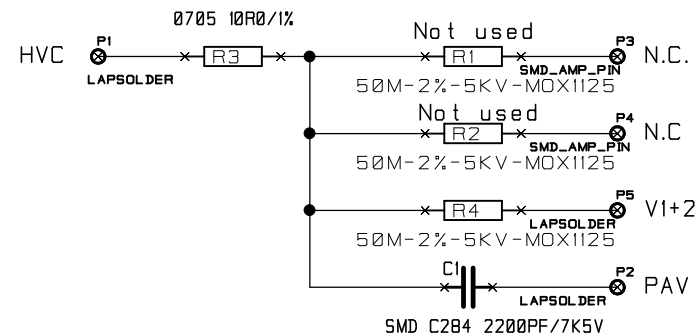 0705 10R0/1%
HVC P1 R3
LAPSOLDER
Not used
R1 P3 N.C.
SMD_AMP_PIN
50M-2%-5KV-MOX1125
Not used
R2 P4 N.C
SMD_AMP_PIN
50M-2%-5KV-MOX1125
R4 P5 V1+2
LAPSOLDER
50M-2%-5KV-MOX1125
C1 P2 PAV
LAPSOLDER
SMD C284 2200PF/7K5V